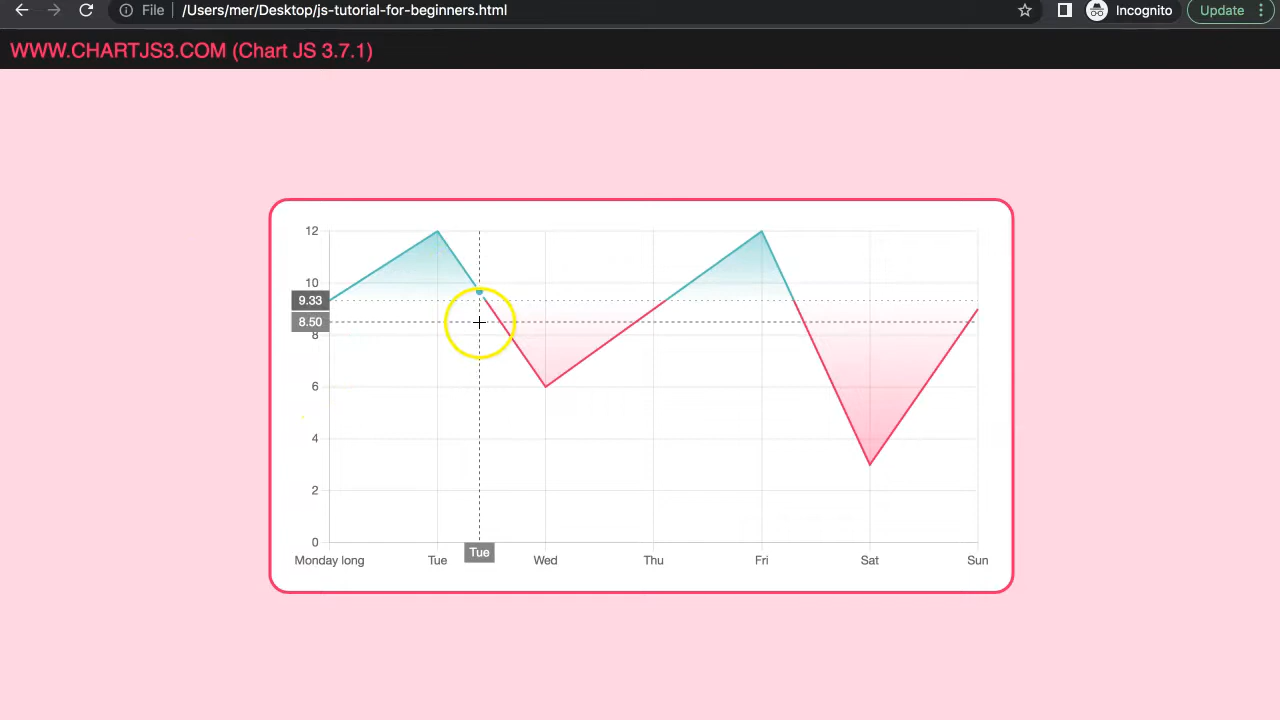 File /Users/mer/Desktop/js-tutorial-for-beginners.html Incognito Update
WWW.CHARTJS3.COM (Chart JS 3.7.1)
12
10
9.33
8.50
8
6
4
2
0
Tue
Monday long Tue Wed Thu Fri Sat Sun